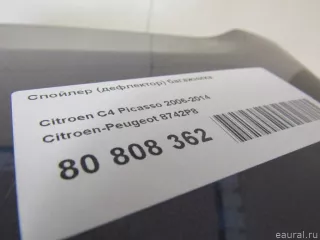 Спойлер (дефлектор) багажника
Citroen C4 Picasso 2006-2014
Citroen-Peugeot 8742P8
80 808 362
eaural.ru